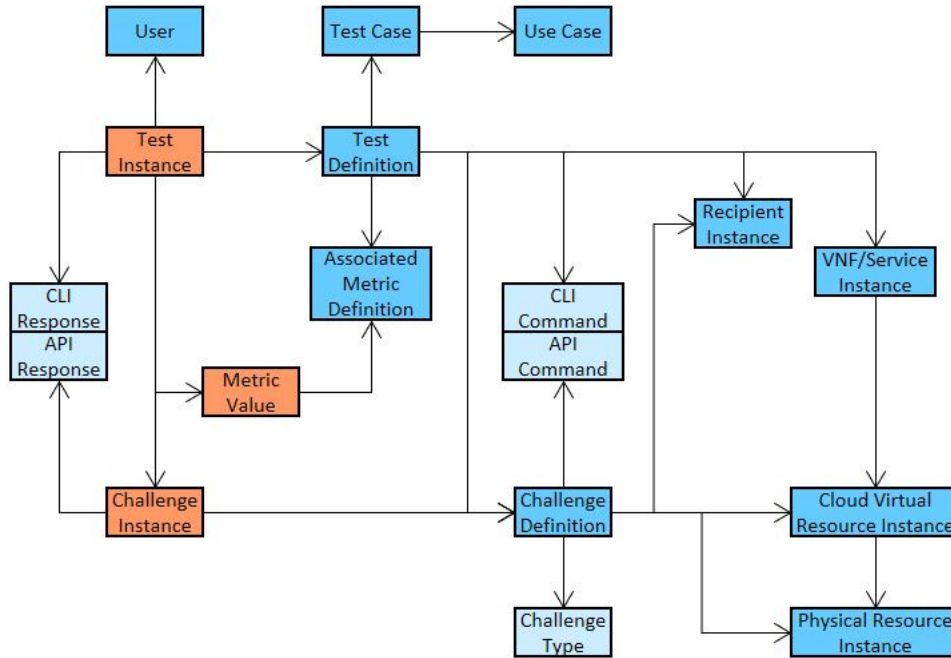 User
Test Case
Use Case
Test
Instance
Test
Definition
Recipient
Instance
VNF/Service
Instance
Associated
Metric
Definition
CLI
Response
API
Response
CLI
Command
API
Command
Metric
Value
Challenge
Instance
Challenge
Definition
Cloud Virtual
Resource Instance
Challenge
Type
Physical Resource
Instance